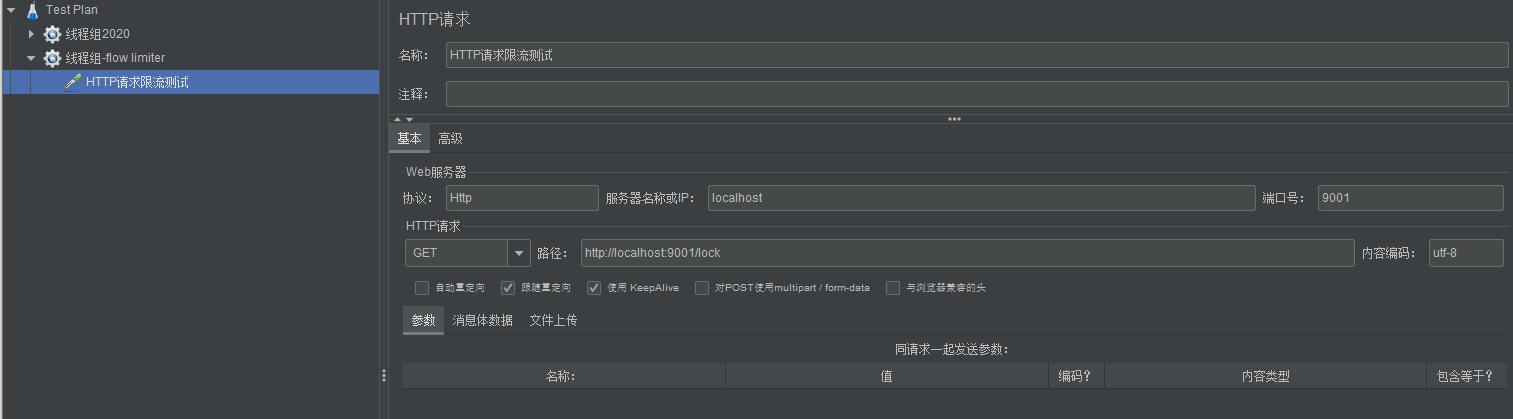 Test Plan
线程组2020
线程组-flow limiter
HTTP请求限流测试
HTTP请求
名称： HTTP请求限流测试
注释：
基本 高级
Web服务器
协议： Http 服务器名称或IP： localhost 端口号： 9001
HTTP请求
GET 路径： http://localhost:9001/lock 内容编码： utf-8
自动重定向 跟随重定向 使用 KeepAlive 对POST使用multipart / form-data 与浏览器兼容的头
参数 消息体数据 文件上传
同请求一起发送参数：
名称： 值 编码？ 内容类型 包含等于？